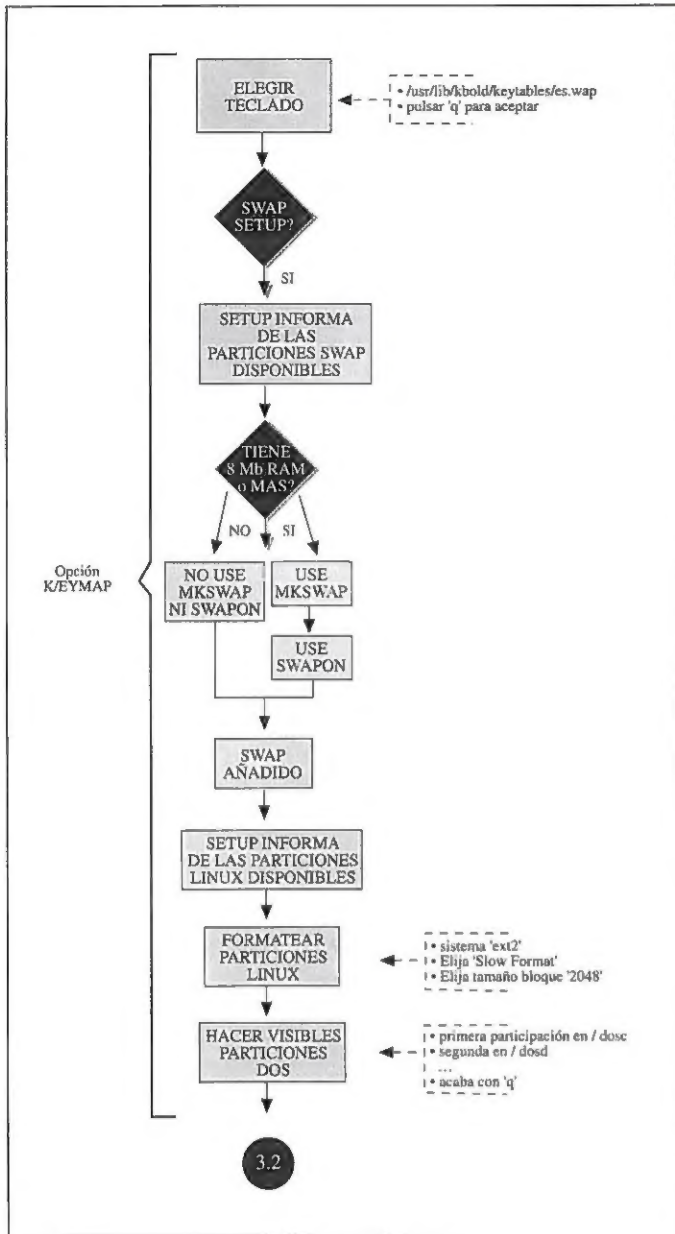 ELEGIR
TECLADO
• /usr/lib/kbold/keytables/es.wap
• pulsar 'q' para aceptar
SWAP
SETUP?
SI
SETUP INFORMA
DE LAS
PARTICIONES SWAP
DISPONIBLES
TIENE
8 Mb RAM
o MAS?
NO
SI
NO USE
MKSWAP
NI SWAPON
USE
MKSWAP
USE
SWAPON
Opción
K/EYMAP
SWAP
AÑADIDO
SETUP INFORMA
DE LAS PARTICIONES
LINUX DISPONIBLES
FORMATEAR
PARTICIONES
LINUX
• sistema 'ext2'
• Elija 'Slow Format'
• Elija tamaño bloque '2048'
HACER VISIBLES
PARTICIONES
DOS
• primera participación en / dosc
• segunda en / dosd
...
• acaba con 'q'
3.2